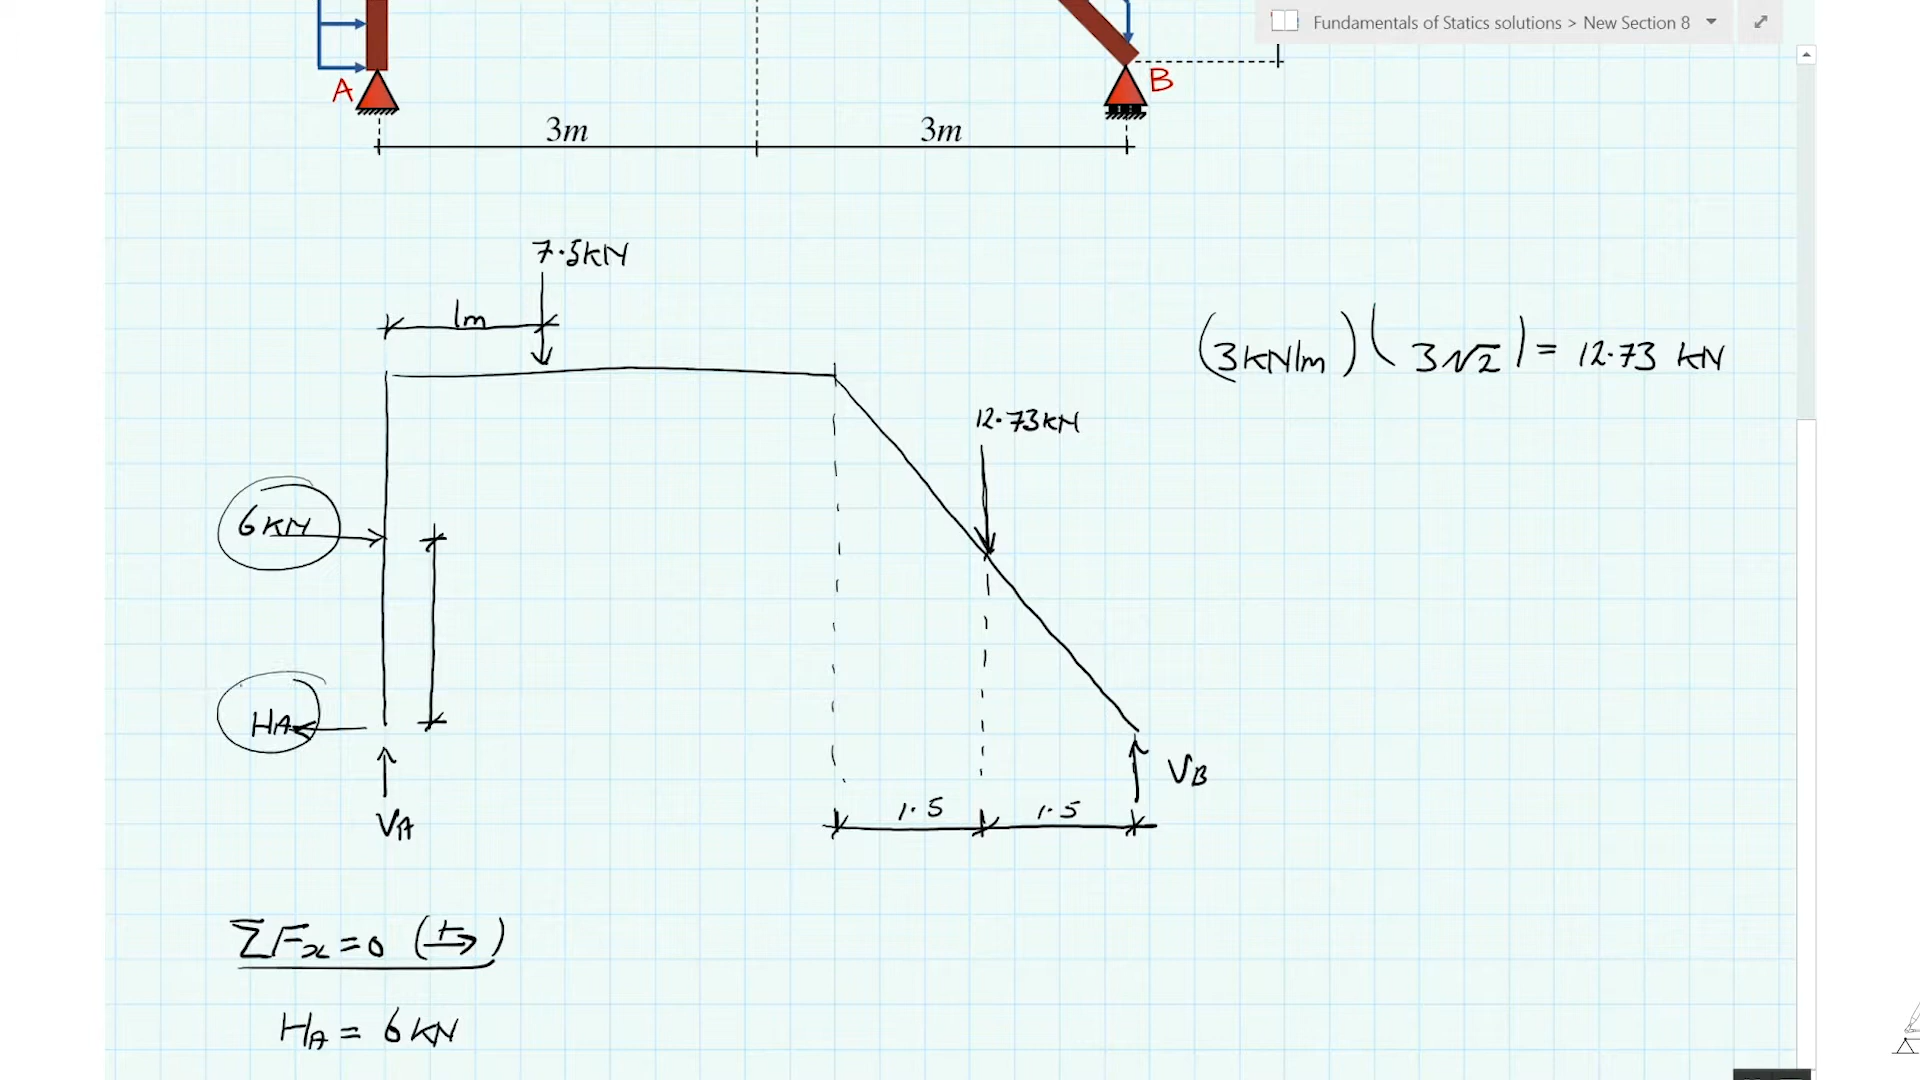 Fundamentals of Statics solutions > New Section 8
A
B
3m
3m
7.5kN
1m
(3kN/m)(3√2) = 12.73 kN
12.73kN
6kN
HA
VA
VB
1.5
1.5
ΣFx=0 (+→)
HA = 6kN